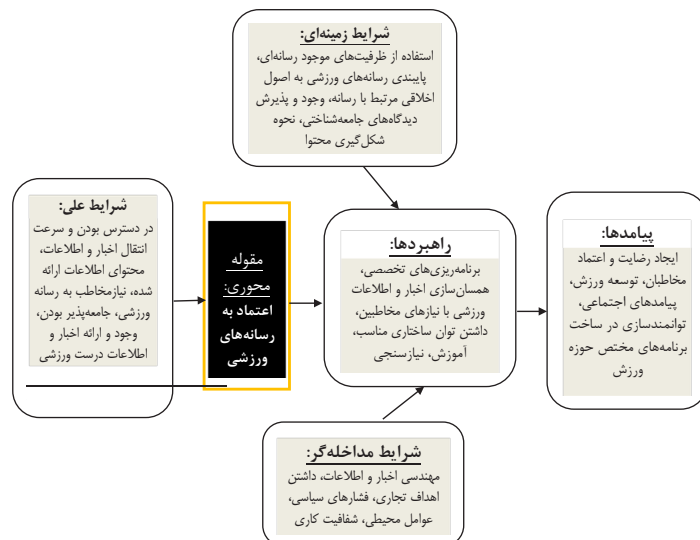 شرایط زمینه‌ای:
استفاده از ظرفیت‌های موجود رسانه‌ای،
پایبندی رسانه‌های ورزشی به اصول
اخلاقی مرتبط با رسانه، وجود و پذیرش
دیدگاه‌های جامعه‌شناختی، نحوه
شکل‌گیری محتوا
شرایط علی:
در دسترس بودن و سرعت
انتقال اخبار و اطلاعات،
محتوای اطلاعات ارائه
شده، نیازمخاطب به رسانه
ورزشی، جامعه‌پذیر بودن،
وجود و ارائه اخبار و
اطلاعات درست ورزشی
مقوله
محوری:
اعتماد به
رسانه‌های
ورزشی
راهبردها:
برنامه‌ریزی‌های تخصصی،
همسان‌سازی اخبار و اطلاعات
ورزشی با نیازهای مخاطبین،
داشتن توان ساختاری مناسب،
آموزش، نیازسنجی
پیامدها:
ایجاد رضایت و اعتماد
مخاطبان، توسعه ورزش،
پیامدهای اجتماعی،
توانمندسازی در ساخت
برنامه‌های مختص حوزه
ورزش
شرایط مداخله‌گر:
مهندسی اخبار و اطلاعات، داشتن
اهداف تجاری، فشارهای سیاسی،
عوامل محیطی، شفافیت کاری